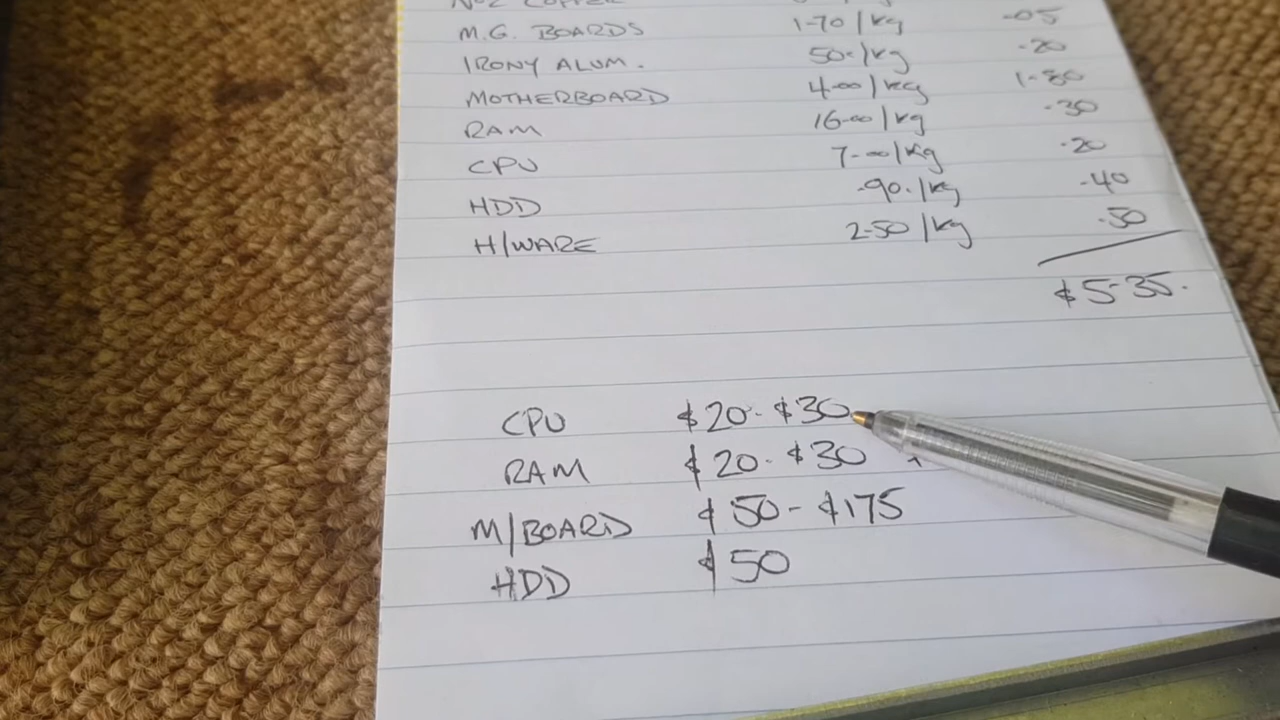 M.G. BOARDS 1-70/kg -05
IRONY ALUM. 50-/kg -20
MOTHERBOARD 4-00/kg 1-80
RAM 16-00/kg -30
CPU 7-00/kg -20
HDD -90-/kg -40
H/WARE 2-50/kg -50
$5-35-
CPU $20-$30
RAM $20-$30
M/BOARD $50-$175
HDD $50